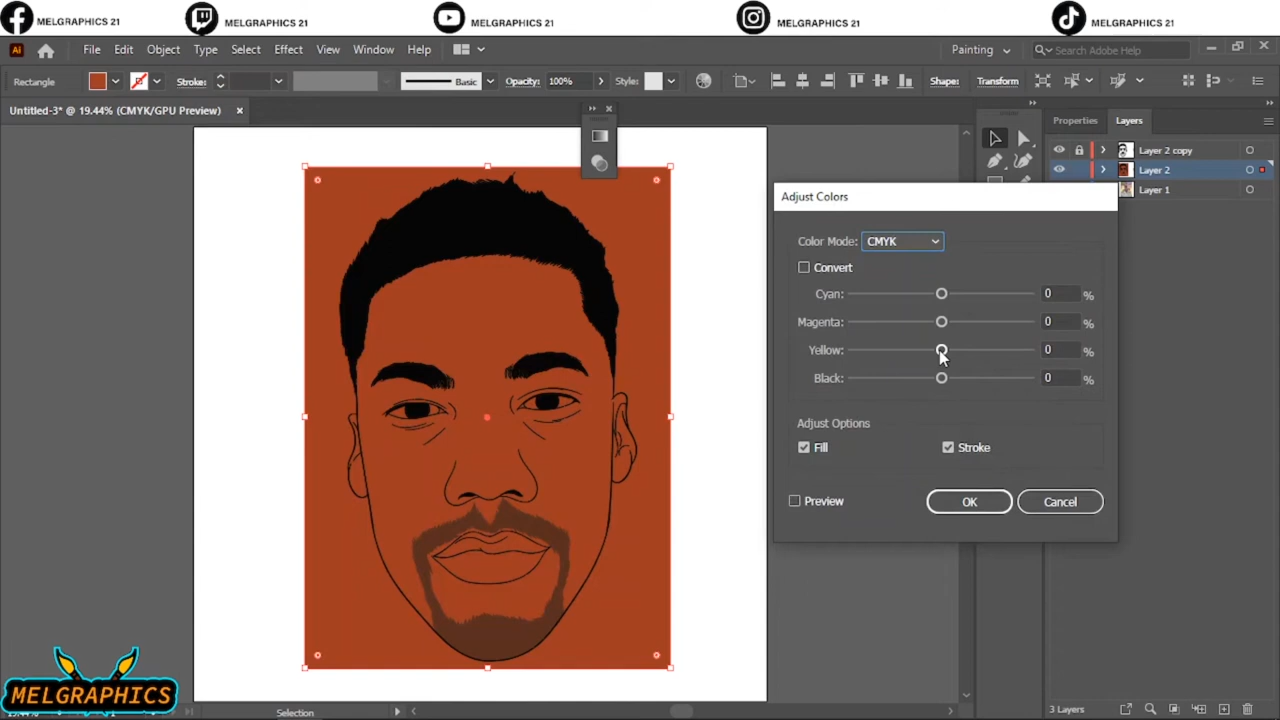 MELGRAPHICS 21
MELGRAPHICS 21
MELGRAPHICS 21
MELGRAPHICS 21
MELGRAPHICS 21
Ai File Edit Object Type Select Effect View Window Help Painting Search Adobe Help
Rectangle Stroke: Basic Opacity: 100% Style: Shape: Transform
Untitled-3* @ 19.44% (CMYK/GPU Preview)
Properties Layers
Layer 2 copy
Layer 2
Layer 1
Adjust Colors
Color Mode: CMYK
Convert
Cyan: 0 %
Magenta: 0 %
Yellow: 0 %
Black: 0 %
Adjust Options
Fill Stroke
Preview OK Cancel
MELGRAPHICS
Selection
3 Layers